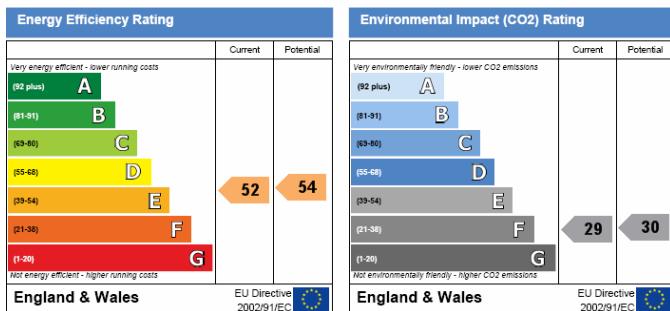 Energy Efficiency Rating
Current Potential
Very energy efficient - lower running costs
(92 plus) A
(81-91) B
(69-80) C
(55-68) D
(39-54) E
(21-38) F
(1-20) G
52 54
Not energy efficient - higher running costs
England & Wales
EU Directive
2002/91/EC
Environmental Impact (CO2) Rating
Current Potential
Very environmentally friendly - lower CO2 emissions
(92 plus) A
(81-91) B
(69-80) C
(55-68) D
(39-54) E
(21-38) F
(1-20) G
29 30
Not environmentally friendly - higher CO2 emissions
England & Wales
EU Directive
2002/91/EC